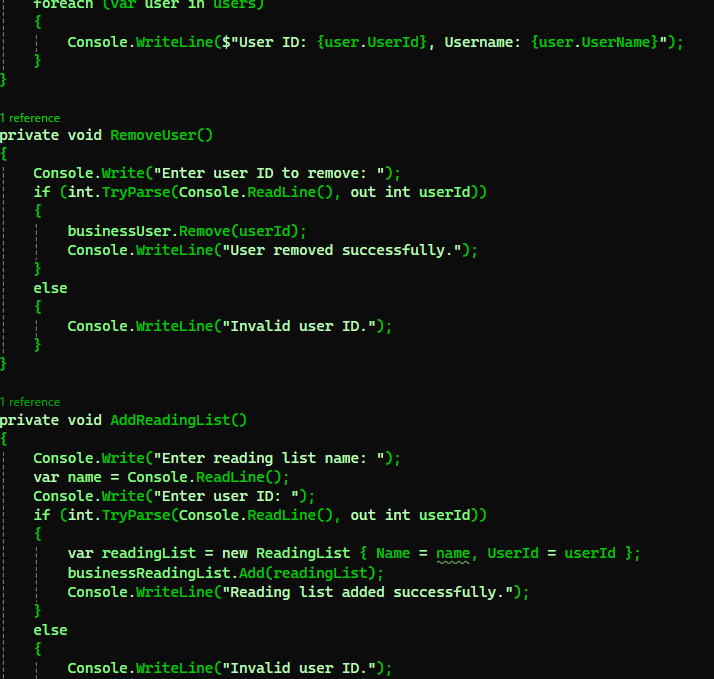 foreach (var user in users)
{
Console.WriteLine($"User ID: {user.UserId}, Username: {user.UserName}");
}
}
1 reference
private void RemoveUser()
{
Console.Write("Enter user ID to remove: ");
if (int.TryParse(Console.ReadLine(), out int userId))
{
businessUser.Remove(userId);
Console.WriteLine("User removed successfully.");
}
else
{
Console.WriteLine("Invalid user ID.");
}
}
1 reference
private void AddReadingList()
{
Console.Write("Enter reading list name: ");
var name = Console.ReadLine();
Console.Write("Enter user ID: ");
if (int.TryParse(Console.ReadLine(), out int userId))
{
var readingList = new ReadingList { Name = name, UserId = userId };
businessReadingList.Add(readingList);
Console.WriteLine("Reading list added successfully.");
}
else
{
Console.WriteLine("Invalid user ID.");